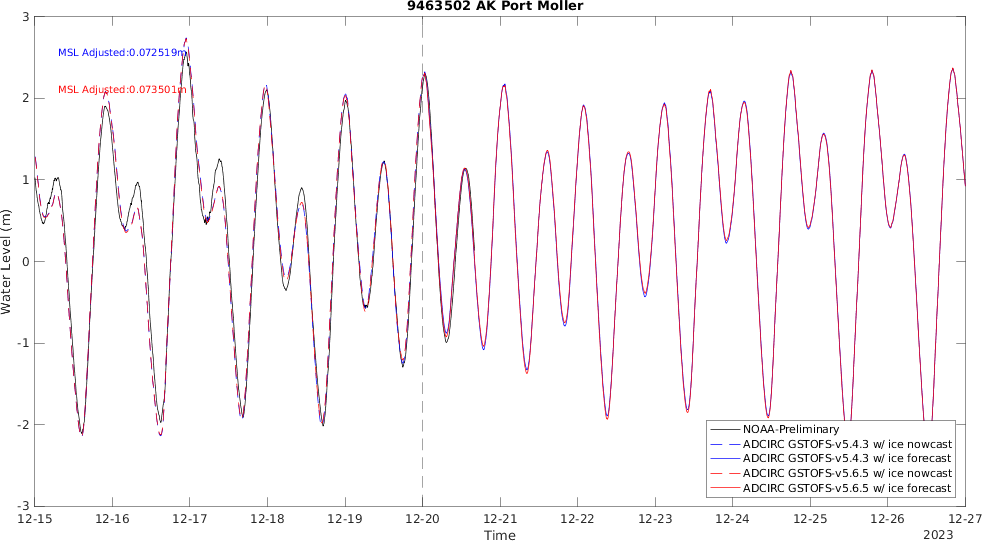 9463502 AK Port Moller
MSL Adjusted:0.072519m
MSL Adjusted:0.073501m
Water Level (m)
3
2
1
0
-1
-2
-3
NOAA-Preliminary
ADCIRC GSTOFS-v5.4.3 w/ ice nowcast
ADCIRC GSTOFS-v5.4.3 w/ ice forecast
ADCIRC GSTOFS-v5.6.5 w/ ice nowcast
ADCIRC GSTOFS-v5.6.5 w/ ice forecast
12-15 12-16 12-17 12-18 12-19 12-20 12-21 12-22 12-23 12-24 12-25 12-26 12-27
Time
2023